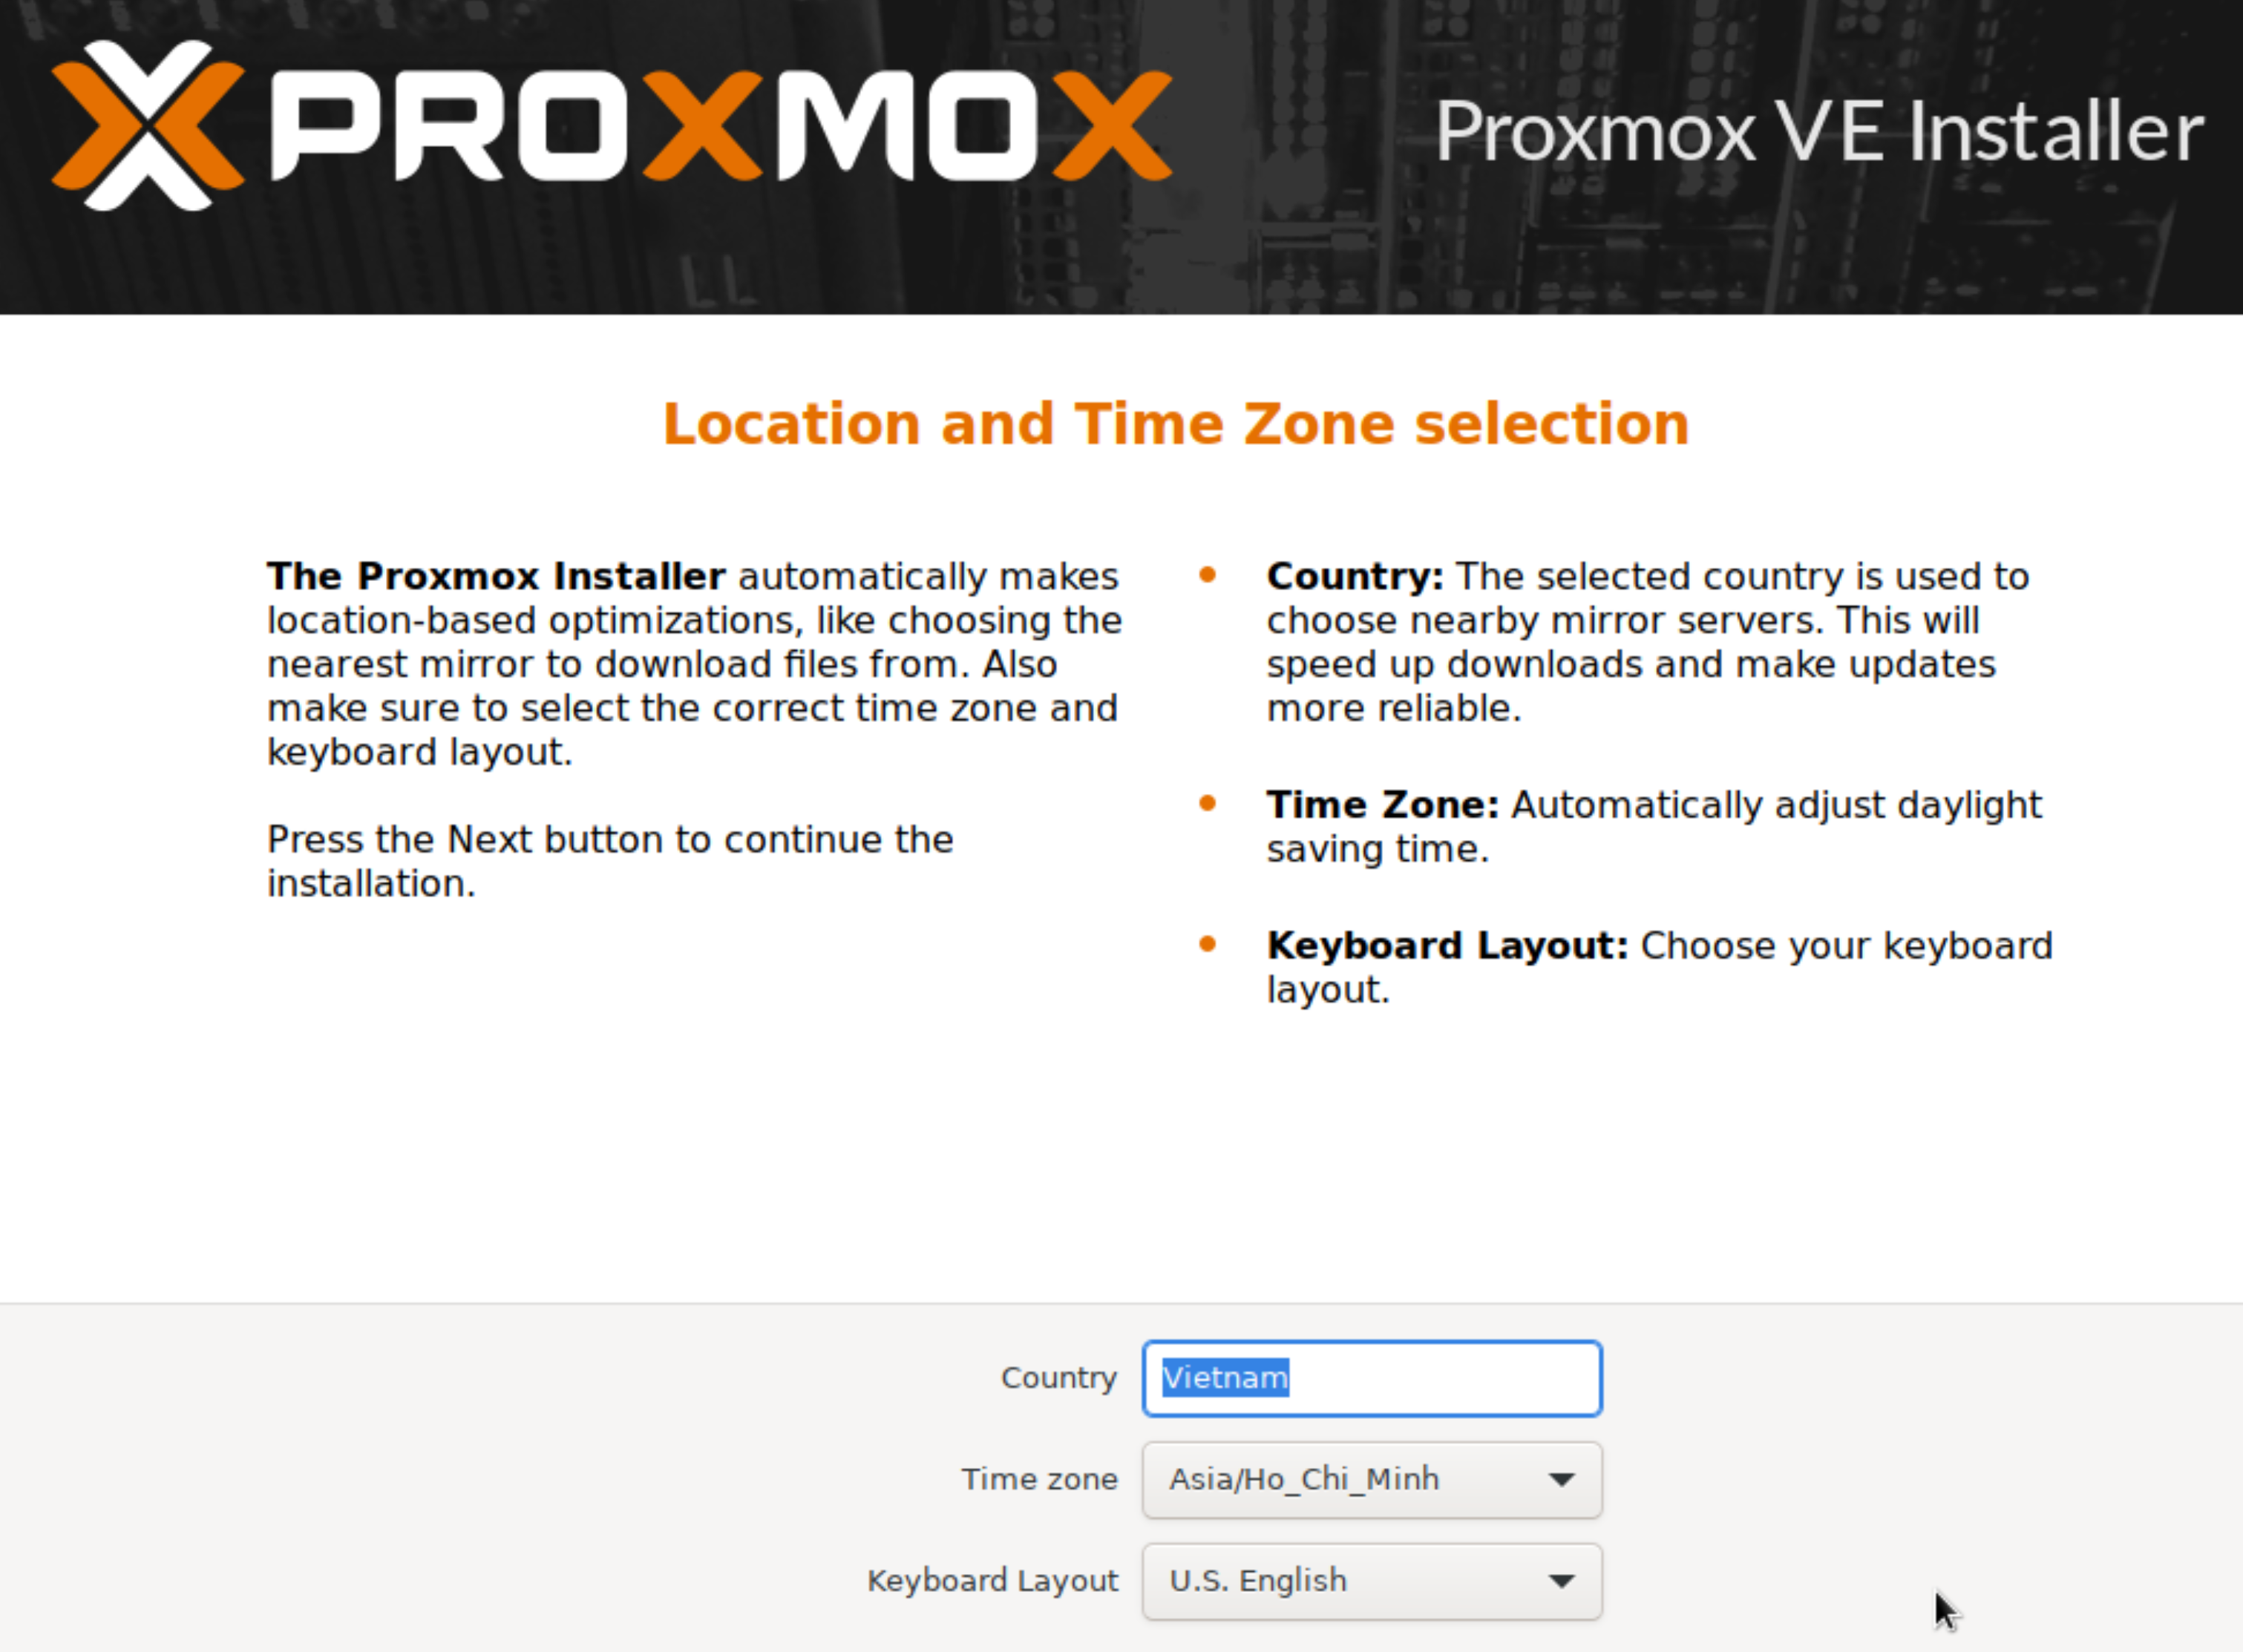 PROXMOX
Proxmox VE Installer
Location and Time Zone selection
The Proxmox Installer automatically makes
location-based optimizations, like choosing the
nearest mirror to download files from. Also
make sure to select the correct time zone and
keyboard layout.
Press the Next button to continue the
installation.
Country: The selected country is used to
choose nearby mirror servers. This will
speed up downloads and make updates
more reliable.
Time Zone: Automatically adjust daylight
saving time.
Keyboard Layout: Choose your keyboard
layout.
Country Vietnam
Time zone Asia/Ho_Chi_Minh
Keyboard Layout U.S. English